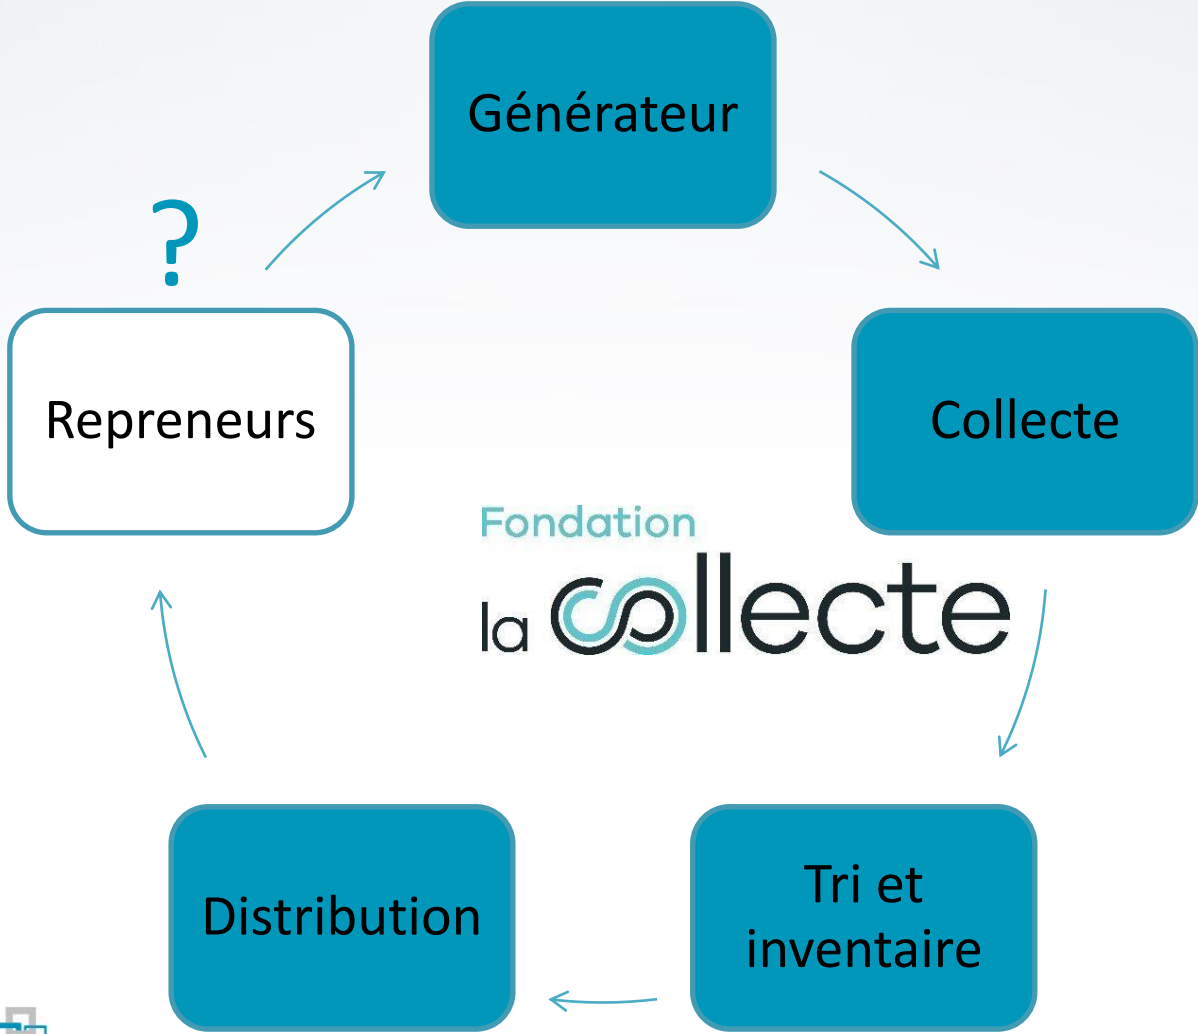 Générateur
?
Repreneurs
Collecte
Fondation
la collecte
Distribution
Tri et
inventaire